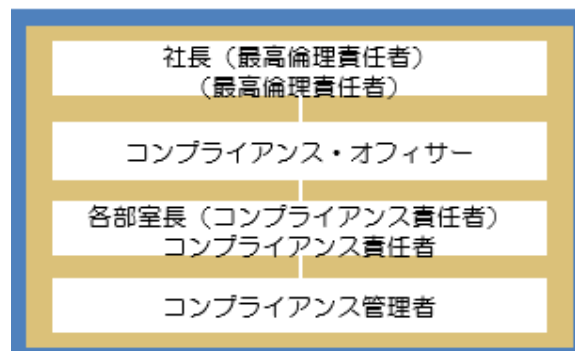 社長（最高倫理責任者）
（最高倫理責任者）
コンプライアンス・オフィサー
各部室長（コンプライアンス責任者）
コンプライアンス責任者
コンプライアンス管理者